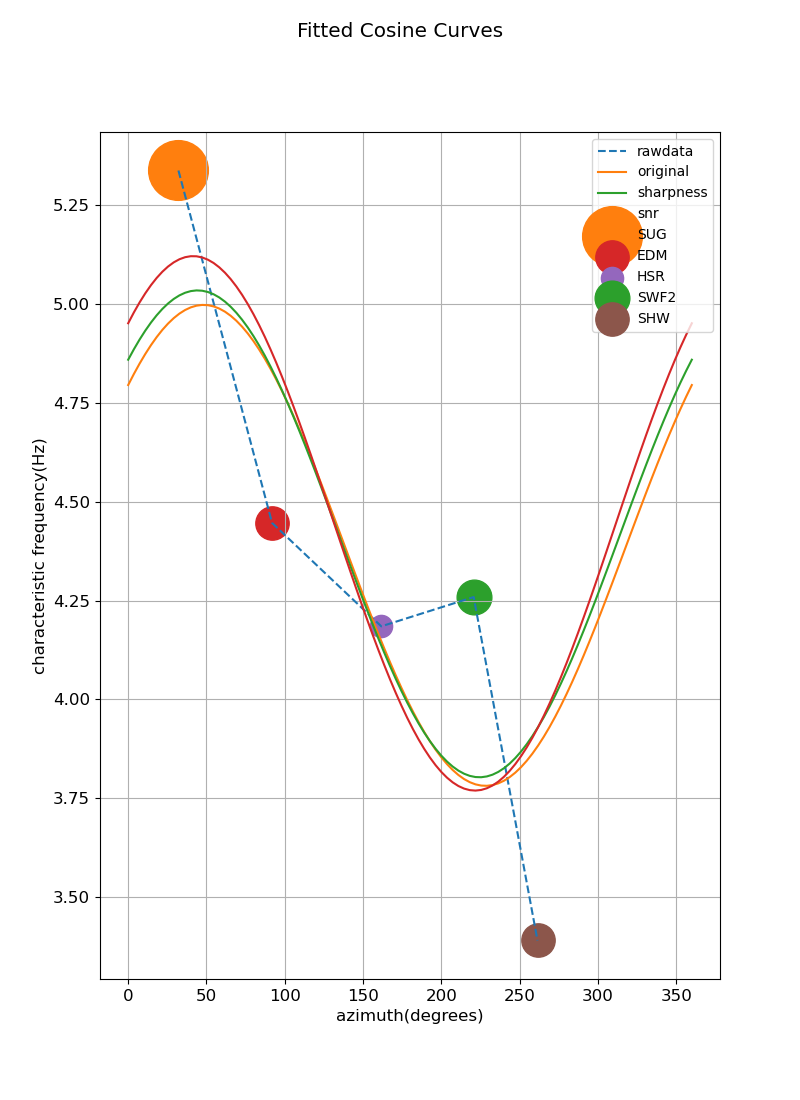 Fitted Cosine Curves
rawdata
original
sharpness
snr
SUG
EDM
HSR
SWF2
SHW
5.25
5.00
4.75
4.50
4.25
4.00
3.75
3.50
characteristic frequency(Hz)
0 50 100 150 200 250 300 350
azimuth(degrees)